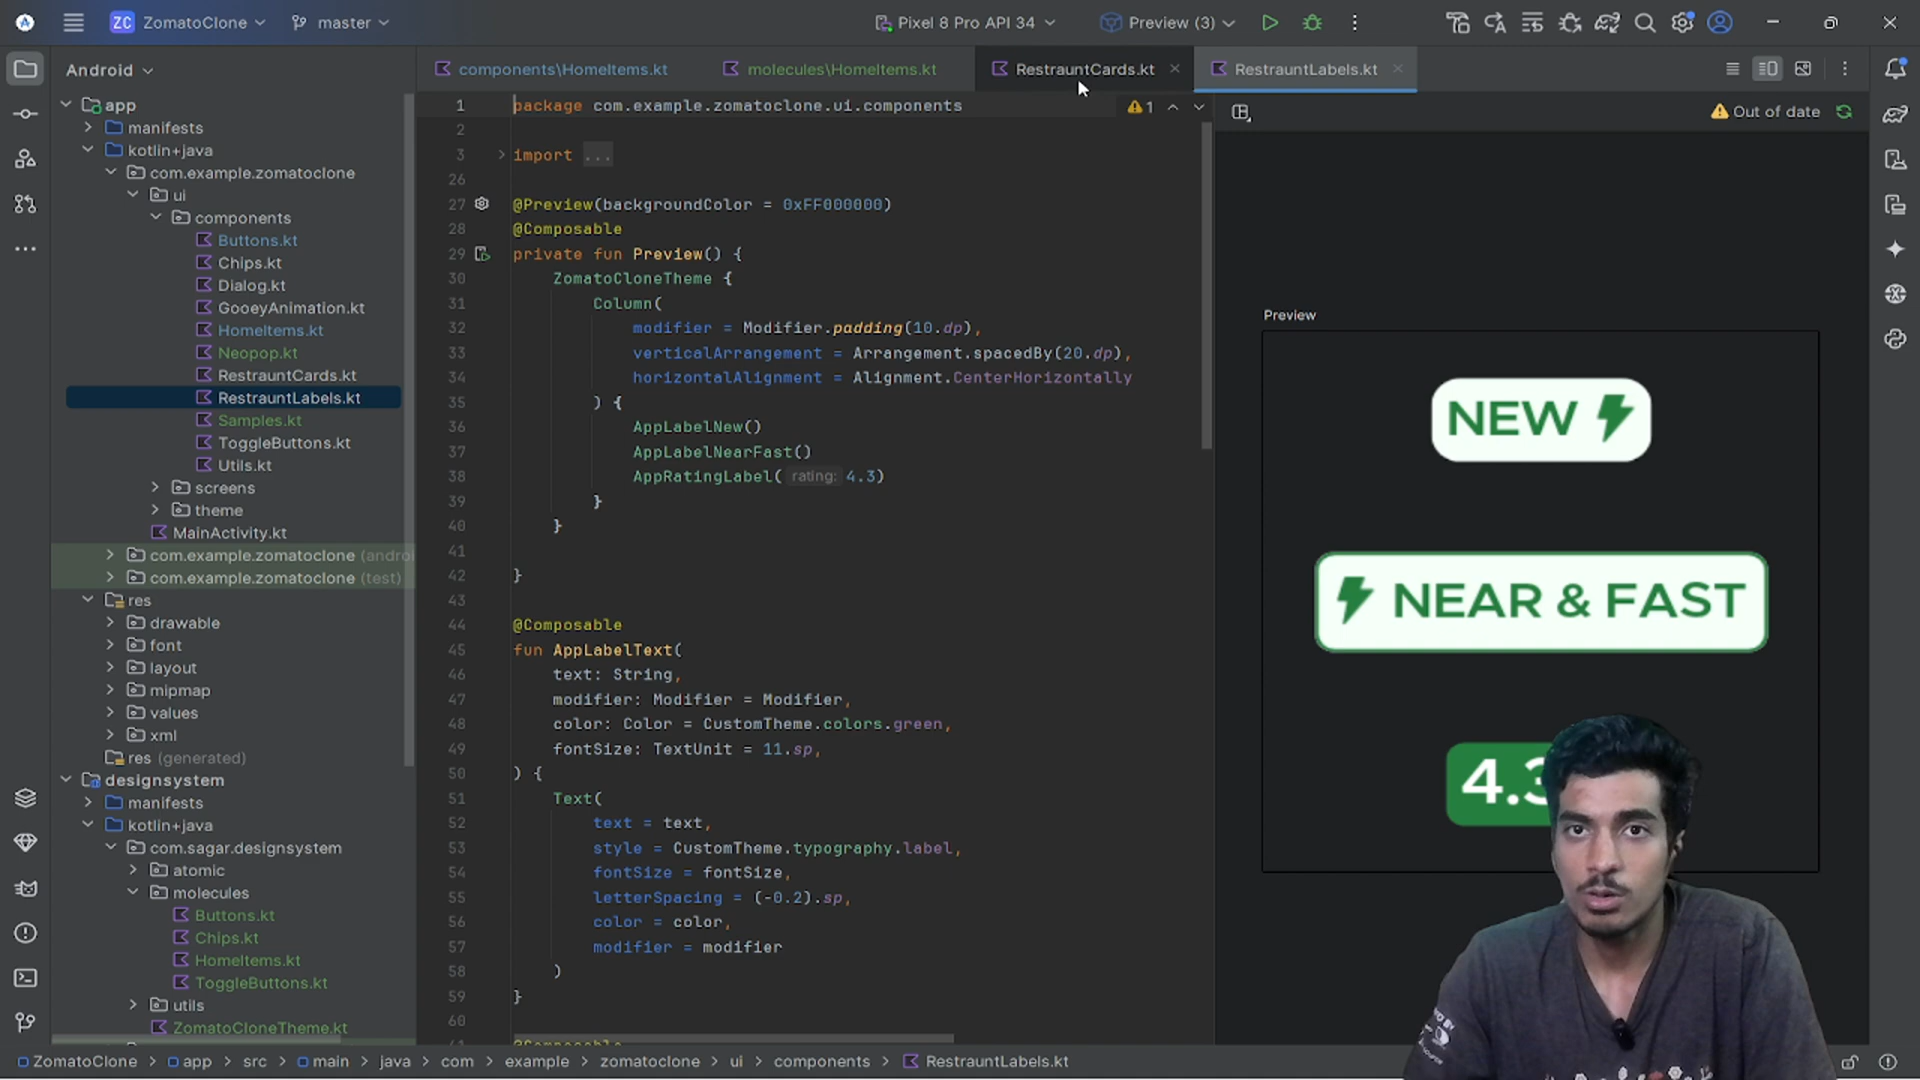 ZC ZomatoClone master Pixel 8 Pro API 34 Preview (3)
Android
components\HomeItems.kt molecules\HomeItems.kt RestrauntCards.kt RestrauntLabels.kt
app
manifests
kotlin+java
com.example.zomatoclone
ui
components
Buttons.kt
Chips.kt
Dialog.kt
GooeyAnimation.kt
HomeItems.kt
Neopop.kt
RestrauntCards.kt
RestrauntLabels.kt
Samples.kt
ToggleButtons.kt
Utils.kt
screens
theme
MainActivity.kt
com.example.zomatoclone (androi
com.example.zomatoclone (test)
res
drawable
font
layout
mipmap
values
xml
res (generated)
designsystem
manifests
kotlin+java
com.sagar.designsystem
atomic
molecules
Buttons.kt
Chips.kt
HomeItems.kt
ToggleButtons.kt
utils
ZomatoCloneTheme.kt
1 package com.example.zomatoclone.ui.components 1
2
3 import ...
26
27 @Preview(backgroundColor = 0xFF000000)
28 @Composable
29 private fun Preview() {
30 ZomatoCloneTheme {
31 Column(
32 modifier = Modifier.padding(10.dp),
33 verticalArrangement = Arrangement.spacedBy(20.dp),
34 horizontalAlignment = Alignment.CenterHorizontally
35 ) {
36 AppLabelNew()
37 AppLabelNearFast()
38 AppRatingLabel( rating: 4.3)
39 }
40 }
41
42 }
43
44 @Composable
45 fun AppLabelText(
46 text: String,
47 modifier: Modifier = Modifier,
48 color: Color = CustomTheme.colors.green,
49 fontSize: TextUnit = 11.sp,
50 ) {
51 Text(
52 text = text,
53 style = CustomTheme.typography.label,
54 fontSize = fontSize,
55 letterSpacing = (-0.2).sp,
56 color = color,
57 modifier = modifier
58 )
59 }
60
@Composable
Out of date
Preview
NEW
NEAR & FAST
4.3
ZomatoClone > app > src > main > java > com > example > zomatoclone > ui > components > RestrauntLabels.kt